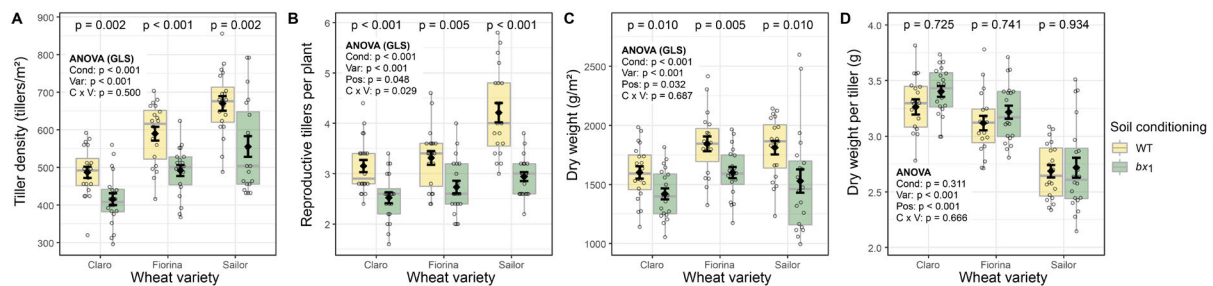 A
p = 0.002 p < 0.001 p = 0.002
ANOVA (GLS)
Cond: p < 0.001
Var: p < 0.001
C x V: p = 0.500
Tiller density (tillers/m²)
900
800
700
600
500
400
300
Claro Fiorina Sailor
Wheat variety
B
p < 0.001 p = 0.005 p < 0.001
ANOVA (GLS)
Cond: p < 0.001
Var: p < 0.001
Pos: p = 0.048
C x V: p = 0.029
Reproductive tillers per plant
6
5
4
3
2
Claro Fiorina Sailor
Wheat variety
C
p = 0.010 p = 0.005 p = 0.010
ANOVA (GLS)
Cond: p < 0.001
Var: p < 0.001
Pos: p = 0.032
C x V: p = 0.687
Dry weight (g/m²)
2500
2000
1500
1000
Claro Fiorina Sailor
Wheat variety
D
p = 0.725 p = 0.741 p = 0.934
ANOVA
Cond: p = 0.311
Var: p < 0.001
Pos: p < 0.001
C x V: p = 0.666
Dry weight per tiller (g)
4.0
3.5
3.0
2.5
2.0
Claro Fiorina Sailor
Wheat variety
Soil conditioning
WT
bx1